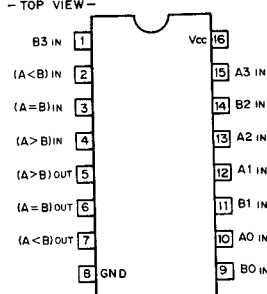 - TOP VIEW -
B3 IN 1 Vcc 16
(A<B) IN 2 15 A3 IN
(A=B) IN 3 14 B2 IN
(A>B) IN 4 13 A2 IN
(A>B) OUT 5 12 A1 IN
(A=B) OUT 6 11 B1 IN
(A<B) OUT 7 10 A0 IN
8 GND 9 B0 IN